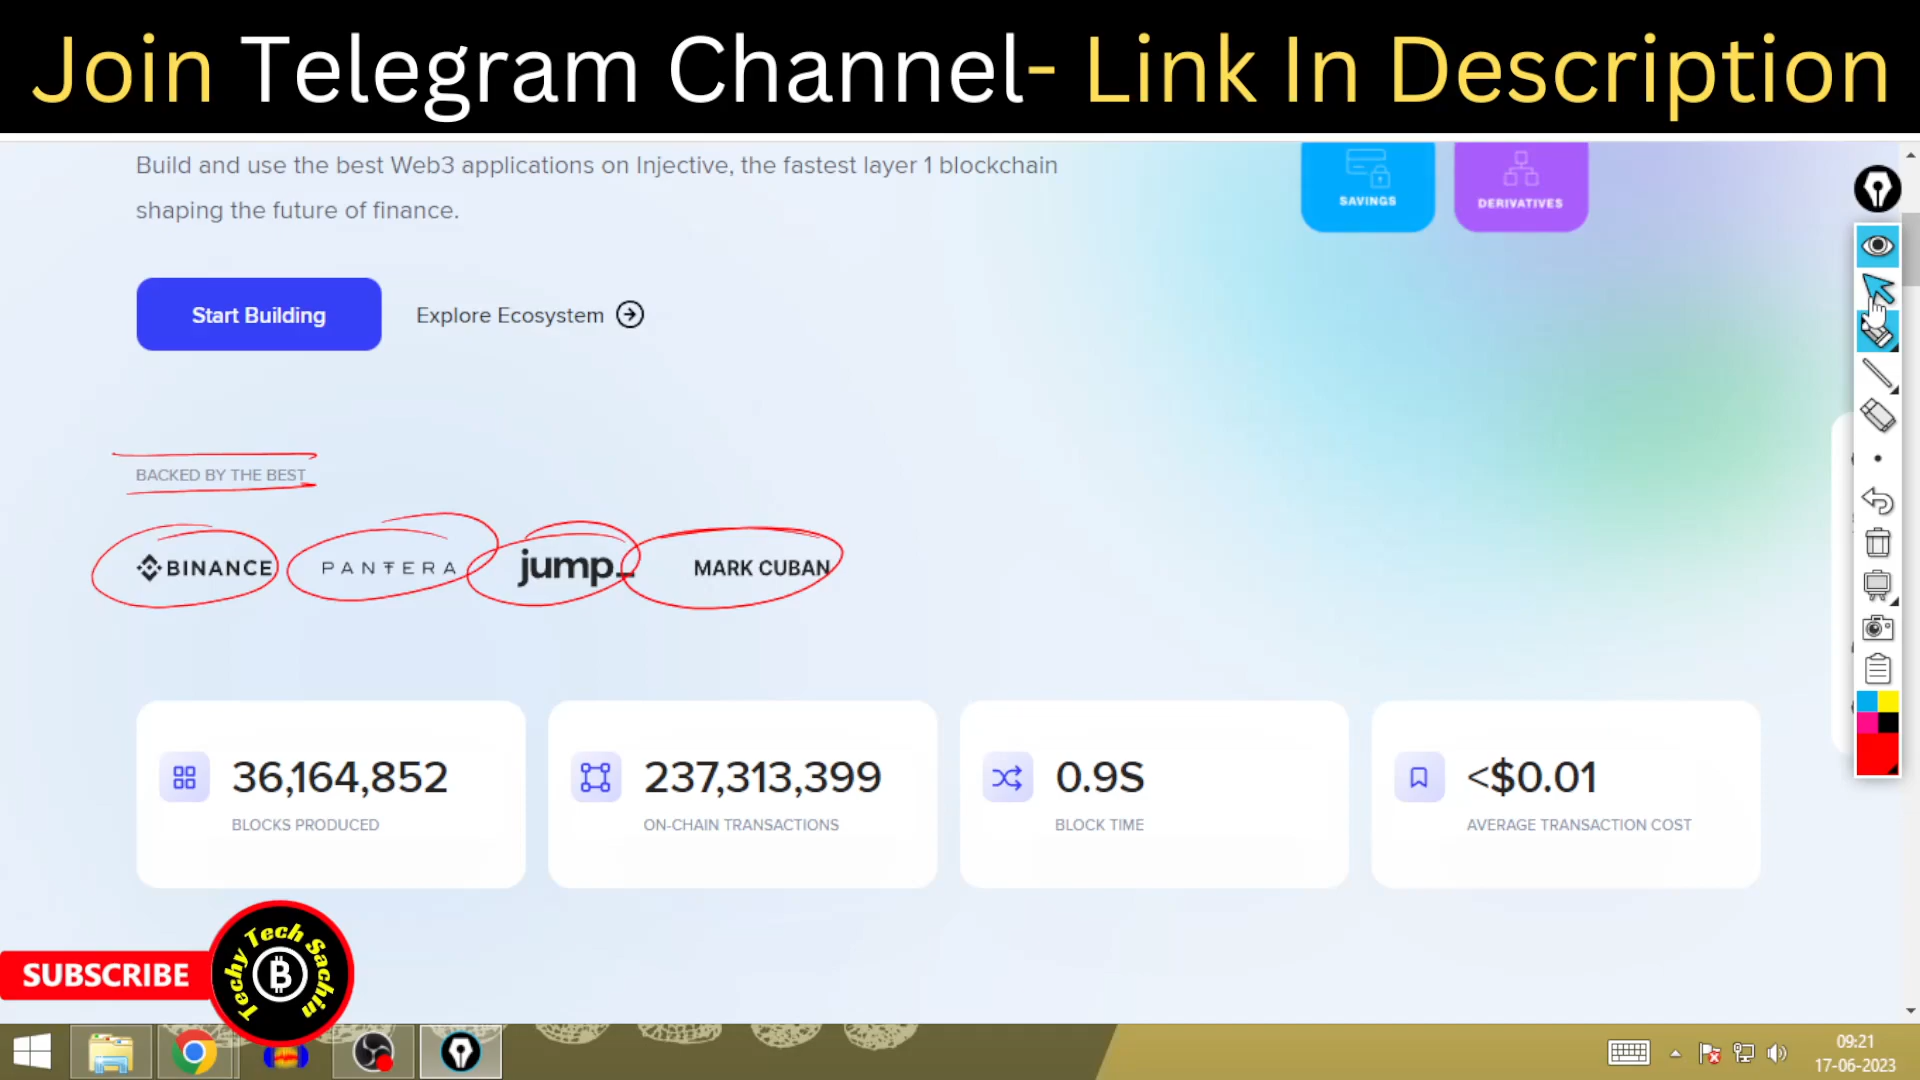 Join Telegram Channel- Link In Description
Build and use the best Web3 applications on Injective, the fastest layer 1 blockchain
shaping the future of finance.
SAVINGS
DERIVATIVES
Start Building
Explore Ecosystem
BACKED BY THE BEST
BINANCE
PANTERA
jump_
MARK CUBAN
36,164,852
BLOCKS PRODUCED
237,313,399
ON-CHAIN TRANSACTIONS
0.9S
BLOCK TIME
<$0.01
AVERAGE TRANSACTION COST
SUBSCRIBE
Techy Tech Sachin
09:21
17-06-2023